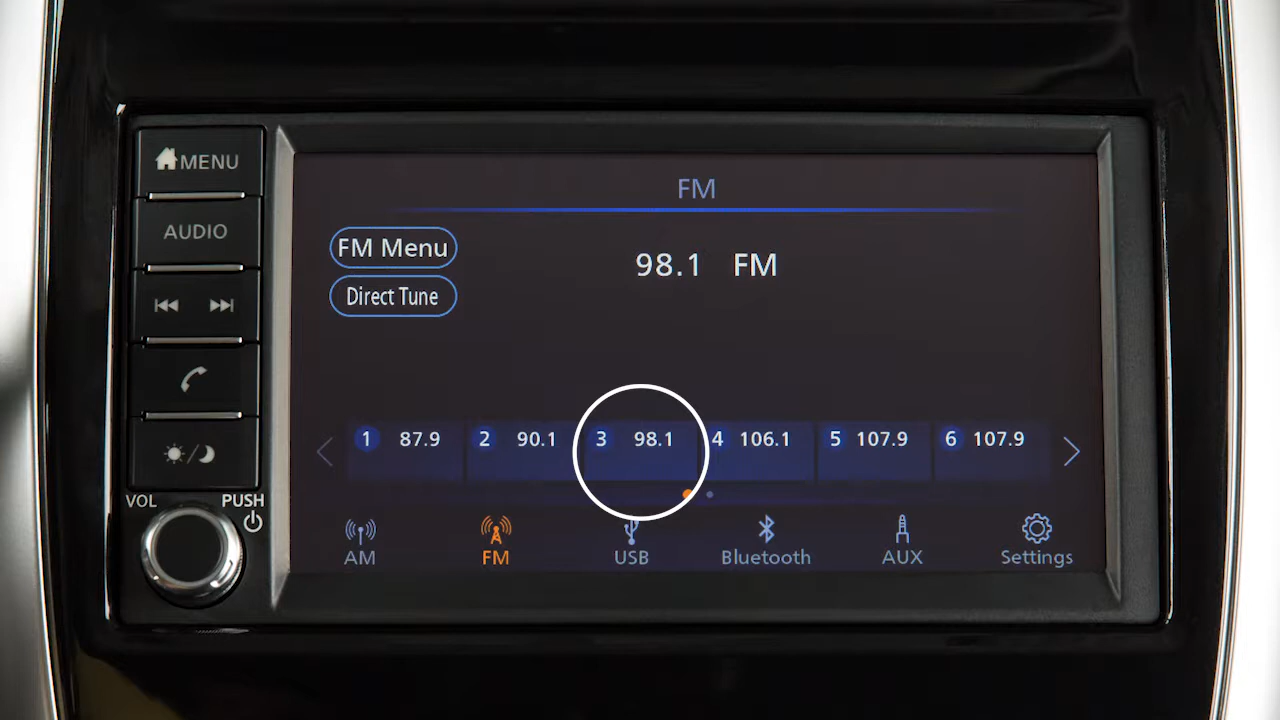 MENU
AUDIO
VOL
PUSH
FM
FM Menu
98.1 FM
Direct Tune
1 87.9
2 90.1
3 98.1
4 106.1
5 107.9
6 107.9
AM
FM
USB
Bluetooth
AUX
Settings